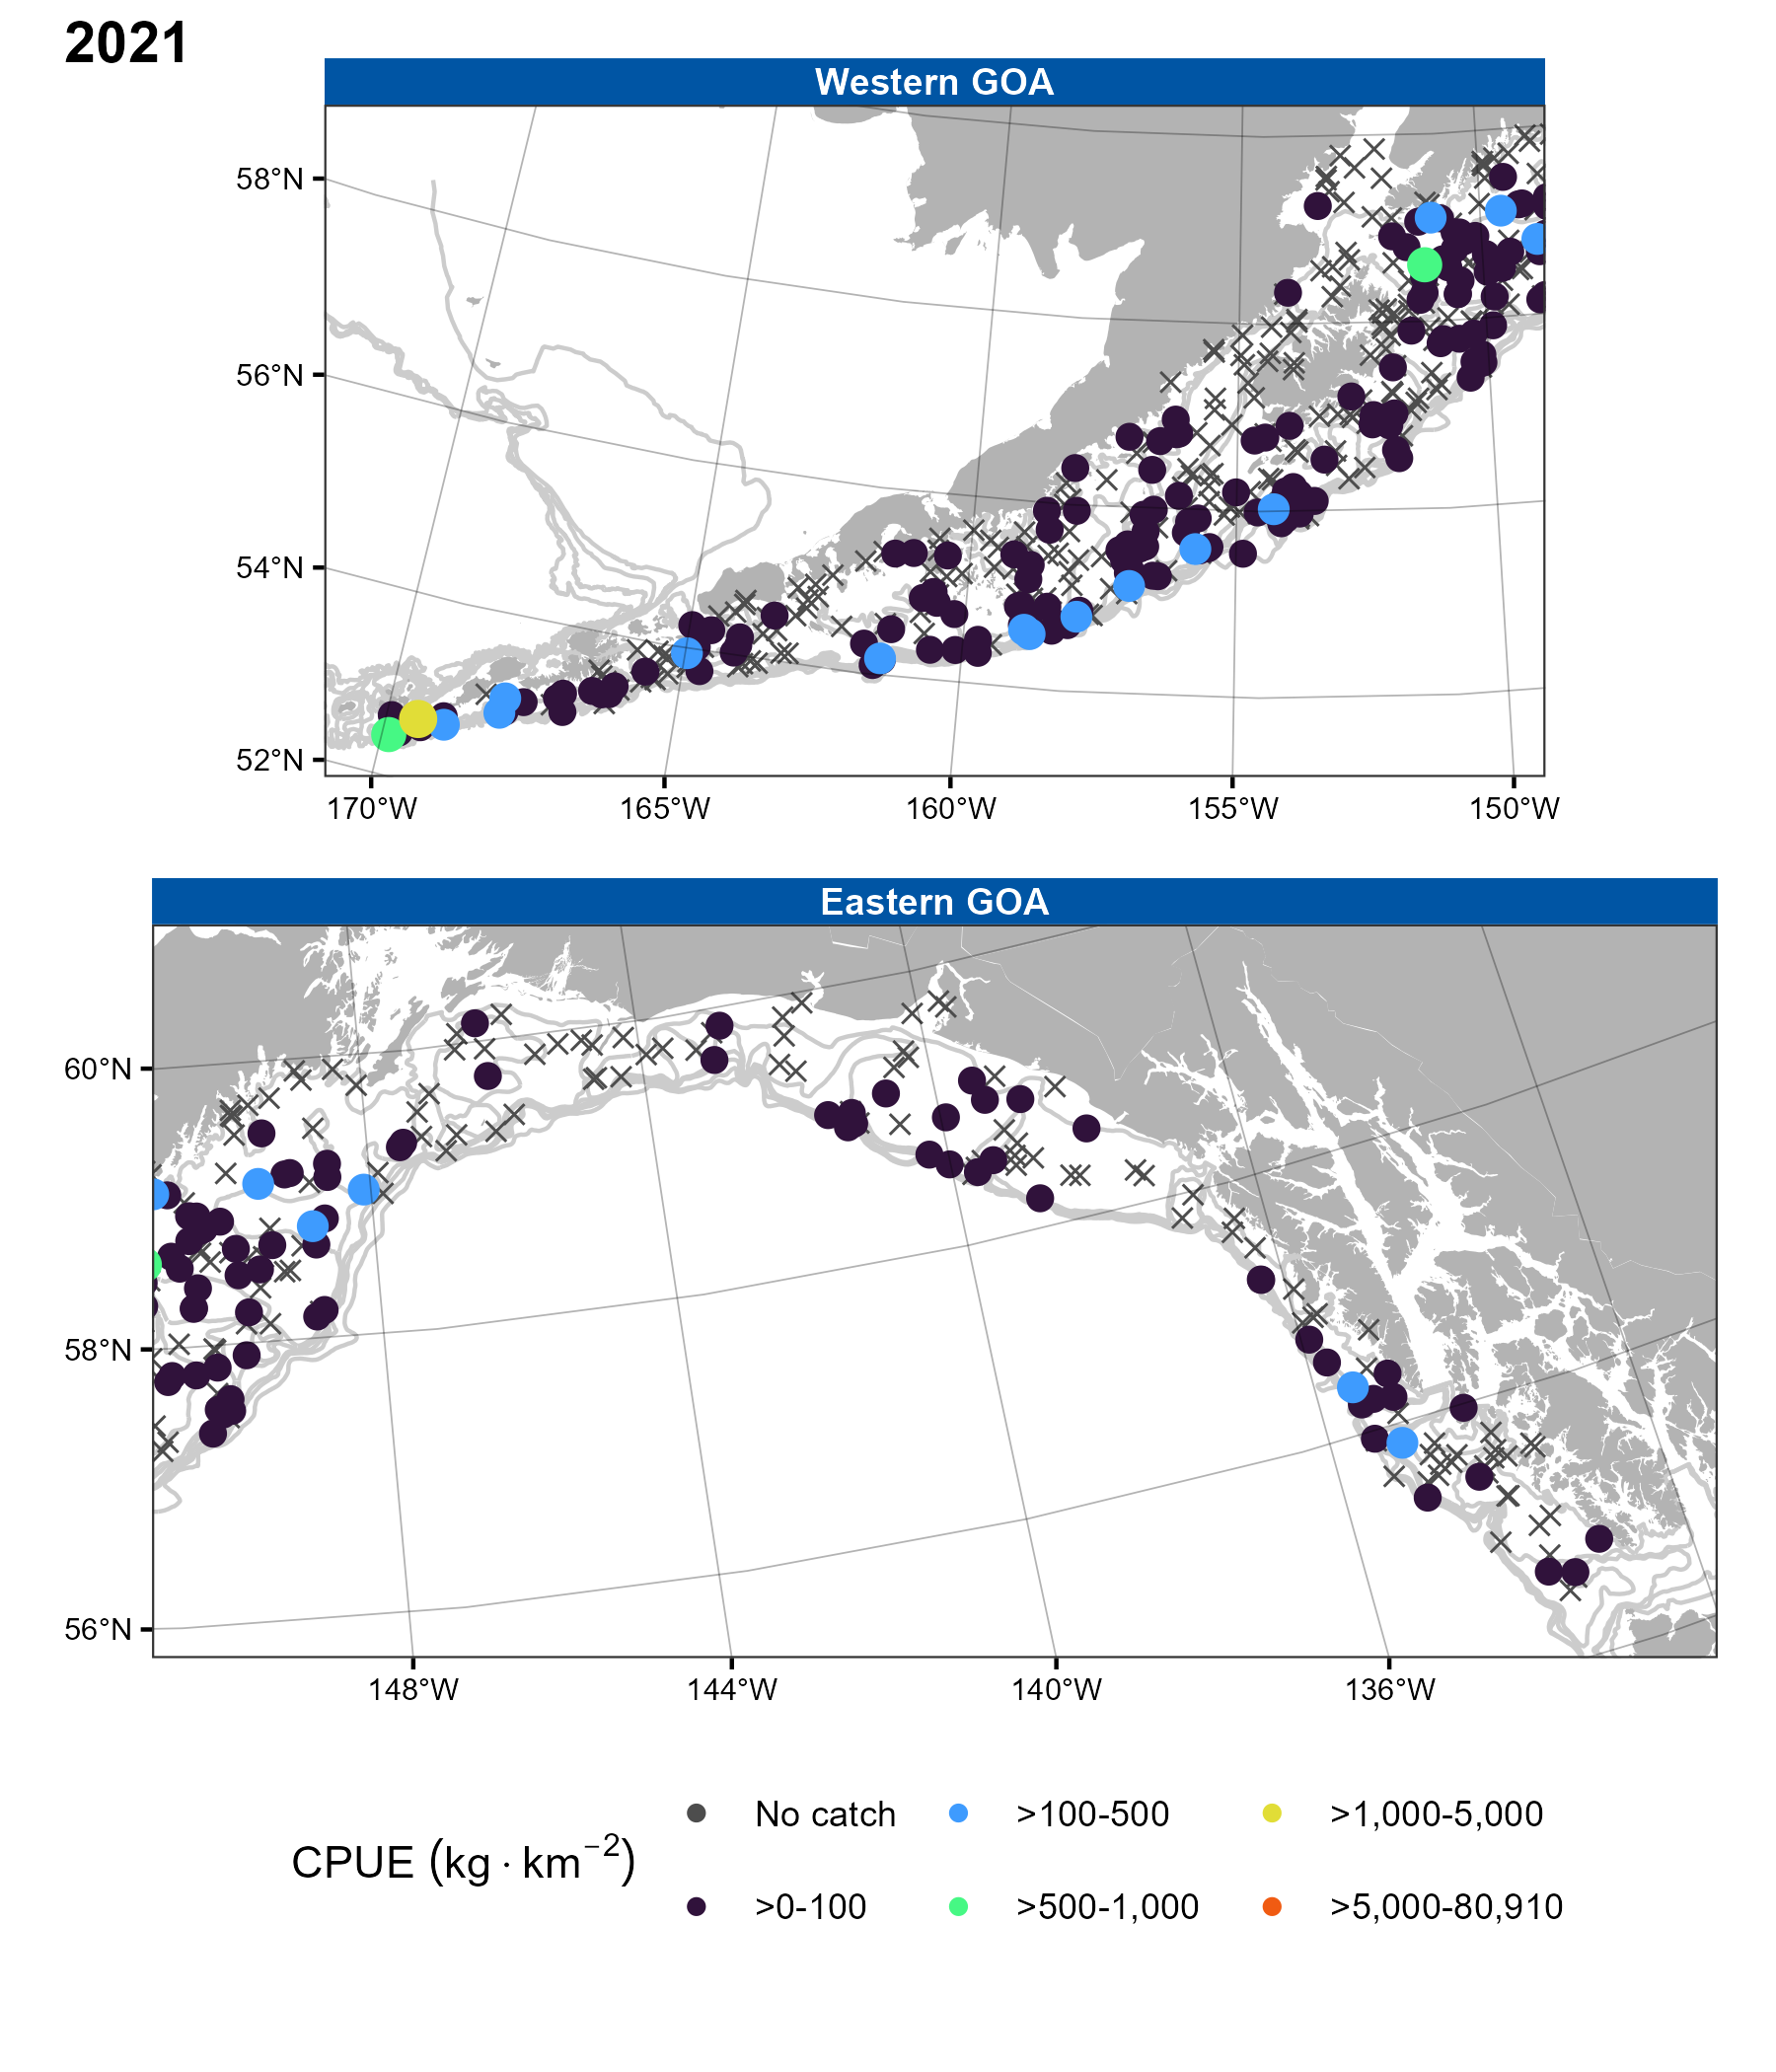 2021
Western GOA
58°N
56°N
54°N
52°N
170°W 165°W 160°W 155°W 150°W
Eastern GOA
60°N
58°N
56°N
148°W 144°W 140°W 136°W
CPUE (kg · km⁻²)
No catch >100-500 >1,000-5,000
>0-100 >500-1,000 >5,000-80,910